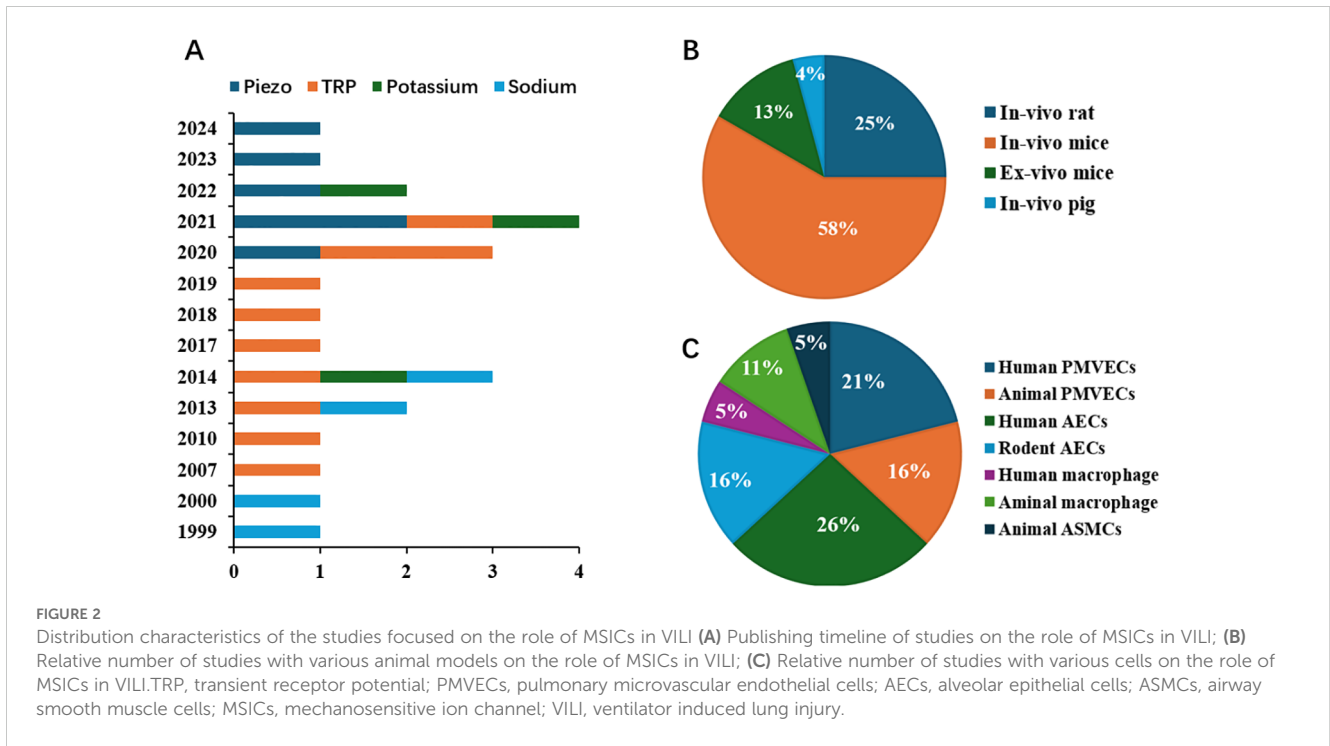 A
Piezo TRP Potassium Sodium
2024
2023
2022
2021
2020
2019
2018
2017
2014
2013
2010
2007
2000
1999
0 1 2 3 4
B
4%
13%
25%
58%
In-vivo rat
In-vivo mice
Ex-vivo mice
In-vivo pig
C
5%
11%
21%
5%
16%
16%
26%
Human PMVECs
Animal PMVECs
Human AECs
Rodent AECs
Human macrophage
Aminal macrophage
Animal ASMCs
FIGURE 2
Distribution characteristics of the studies focused on the role of MSICs in VILI (A) Publishing timeline of studies on the role of MSICs in VILI; (B)
Relative number of studies with various animal models on the role of MSICs in VILI; (C) Relative number of studies with various cells on the role of
MSICs in VILI.TRP, transient receptor potential; PMVECs, pulmonary microvascular endothelial cells; AECs, alveolar epithelial cells; ASMCs, airway
smooth muscle cells; MSICs, mechanosensitive ion channel; VILI, ventilator induced lung injury.